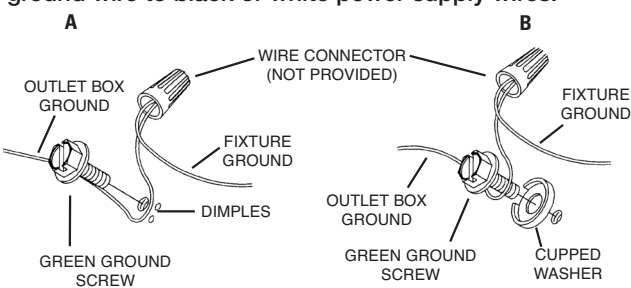 ground wire to black or white power supply wires.
A
B
WIRE CONNECTOR
(NOT PROVIDED)
OUTLET BOX
GROUND
FIXTURE
GROUND
DIMPLES
GREEN GROUND
SCREW
FIXTURE
GROUND
OUTLET BOX
GROUND
GREEN GROUND
SCREW
CUPPED
WASHER